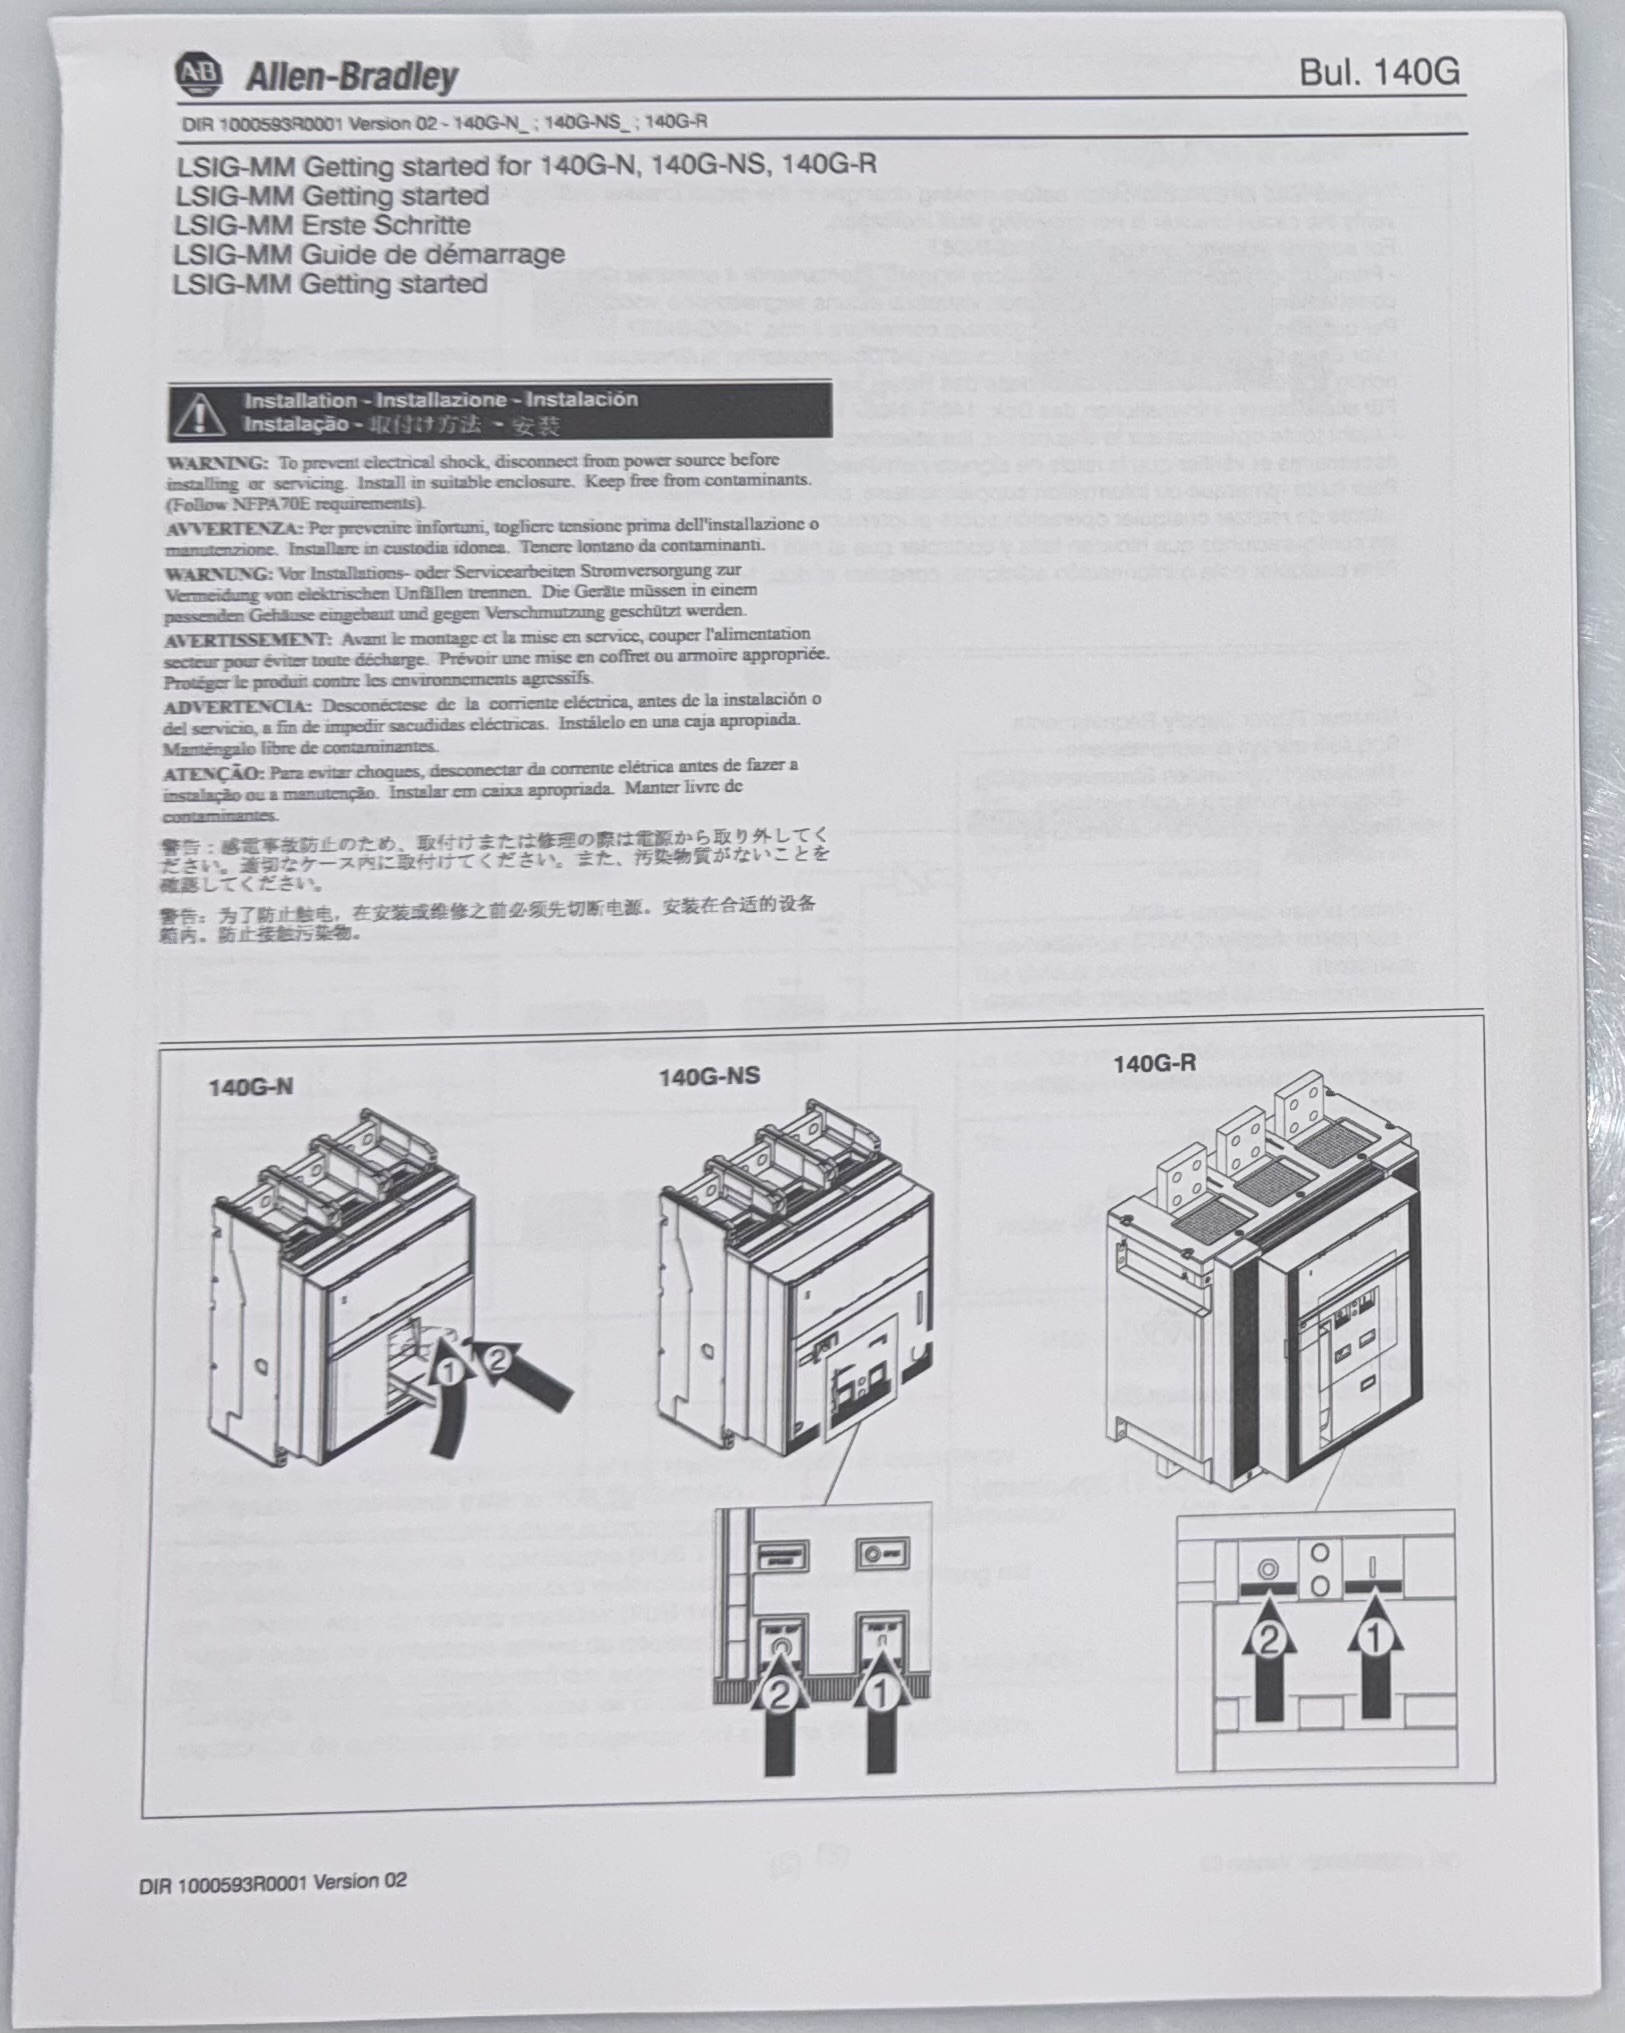 AB Allen-Bradley
Bul. 140G
DIR 1000593R0001 Version 02 - 140G-N_ ; 140G-NS_ ; 140G-R
LSIG-MM Getting started for 140G-N, 140G-NS, 140G-R
LSIG-MM Getting started
LSIG-MM Erste Schritte
LSIG-MM Guide de démarrage
LSIG-MM Getting started
Installation - Installazione - Instalación
Instalação - 取付け方法 - 安装
WARNING: To prevent electrical shock, disconnect from power source before
installing or servicing. Install in suitable enclosure. Keep free from contaminants.
(Follow NFPA70E requirements).
AVVERTENZA: Per prevenire infortuni, togliere tensione prima dell'installazione o
manutenzione. Installare in custodia idonea. Tenere lontano da contaminanti.
WARNUNG: Vor Installations- oder Servicearbeiten Stromversorgung zur
Vermeidung von elektrischen Unfällen trennen. Die Geräte müssen in einem
passenden Gehäuse eingebaut und gegen Verschmutzung geschützt werden.
AVERTISSEMENT: Avant le montage et la mise en service, couper l'alimentation
secteur pour éviter toute décharge. Prévoir une mise en coffret ou armoire appropriée.
Protéger le produit contre les environnements agressifs.
ADVERTENCIA: Desconéctese de la corriente eléctrica, antes de la instalación o
del servicio, a fin de impedir sacudidas eléctricas. Instálelo en una caja apropiada.
Manténgalo libre de contaminantes.
ATENÇÃO: Para evitar choques, desconectar da corrente elétrica antes de fazer a
instalação ou a manutenção. Instalar em caixa apropriada. Manter livre de
contaminantes.
警告：感電事故防止のため、取付けまたは修理の際は電源から取り外してく
ださい。適切なケース内に取付けてください。また、汚染物質がないことを
確認してください。
警告：为了防止触电，在安装或维修之前必须先切断电源。安装在合适的设备
箱内。防止接触污染物。
140G-N
140G-NS
140G-R
1
2
2
1
2
1
DIR 1000593R0001 Version 02